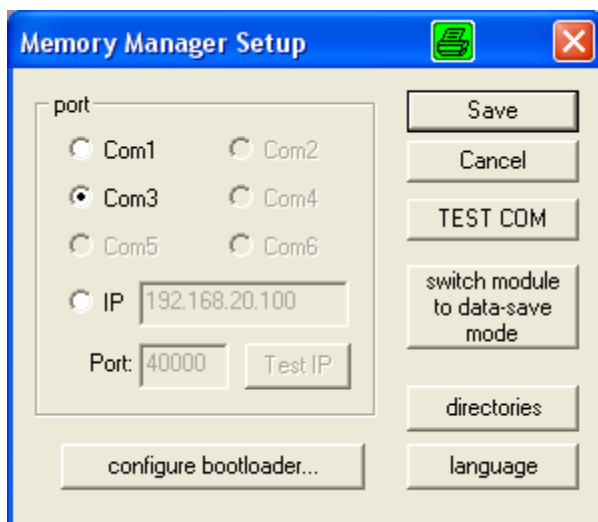 Memory Manager Setup
port
Com1
Com2
Com3
Com4
Com5
Com6
IP
192.168.20.100
Port:
40000
Test IP
configure bootloader...
Save
Cancel
TEST COM
switch module
to data-save
mode
directories
language